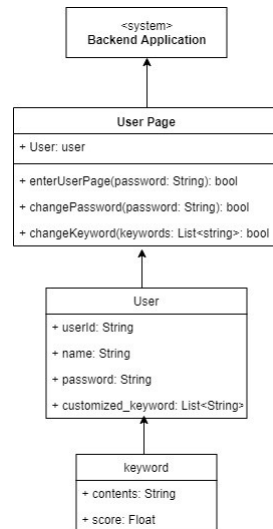 <system>
Backend Application
User Page
+ User: user
+ enterUserPage(password: String): bool
+ changePassword(password: String): bool
+ changeKeyword(keywords: List<string>: bool
User
+ userId: String
+ name: String
+ password: String
+ customized_keyword: List<String>
keyword
+ contents: String
+ score: Float